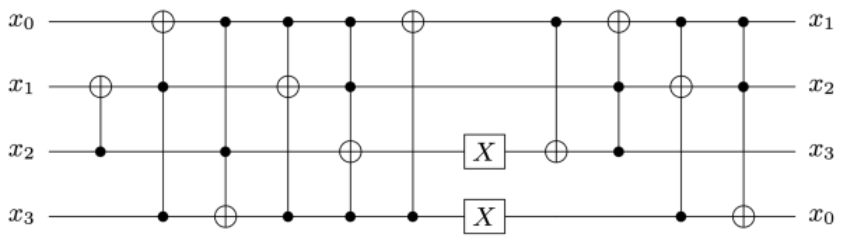 x₀ x₁
x₁ x₂
x₂ X x₃
x₃ X x₀